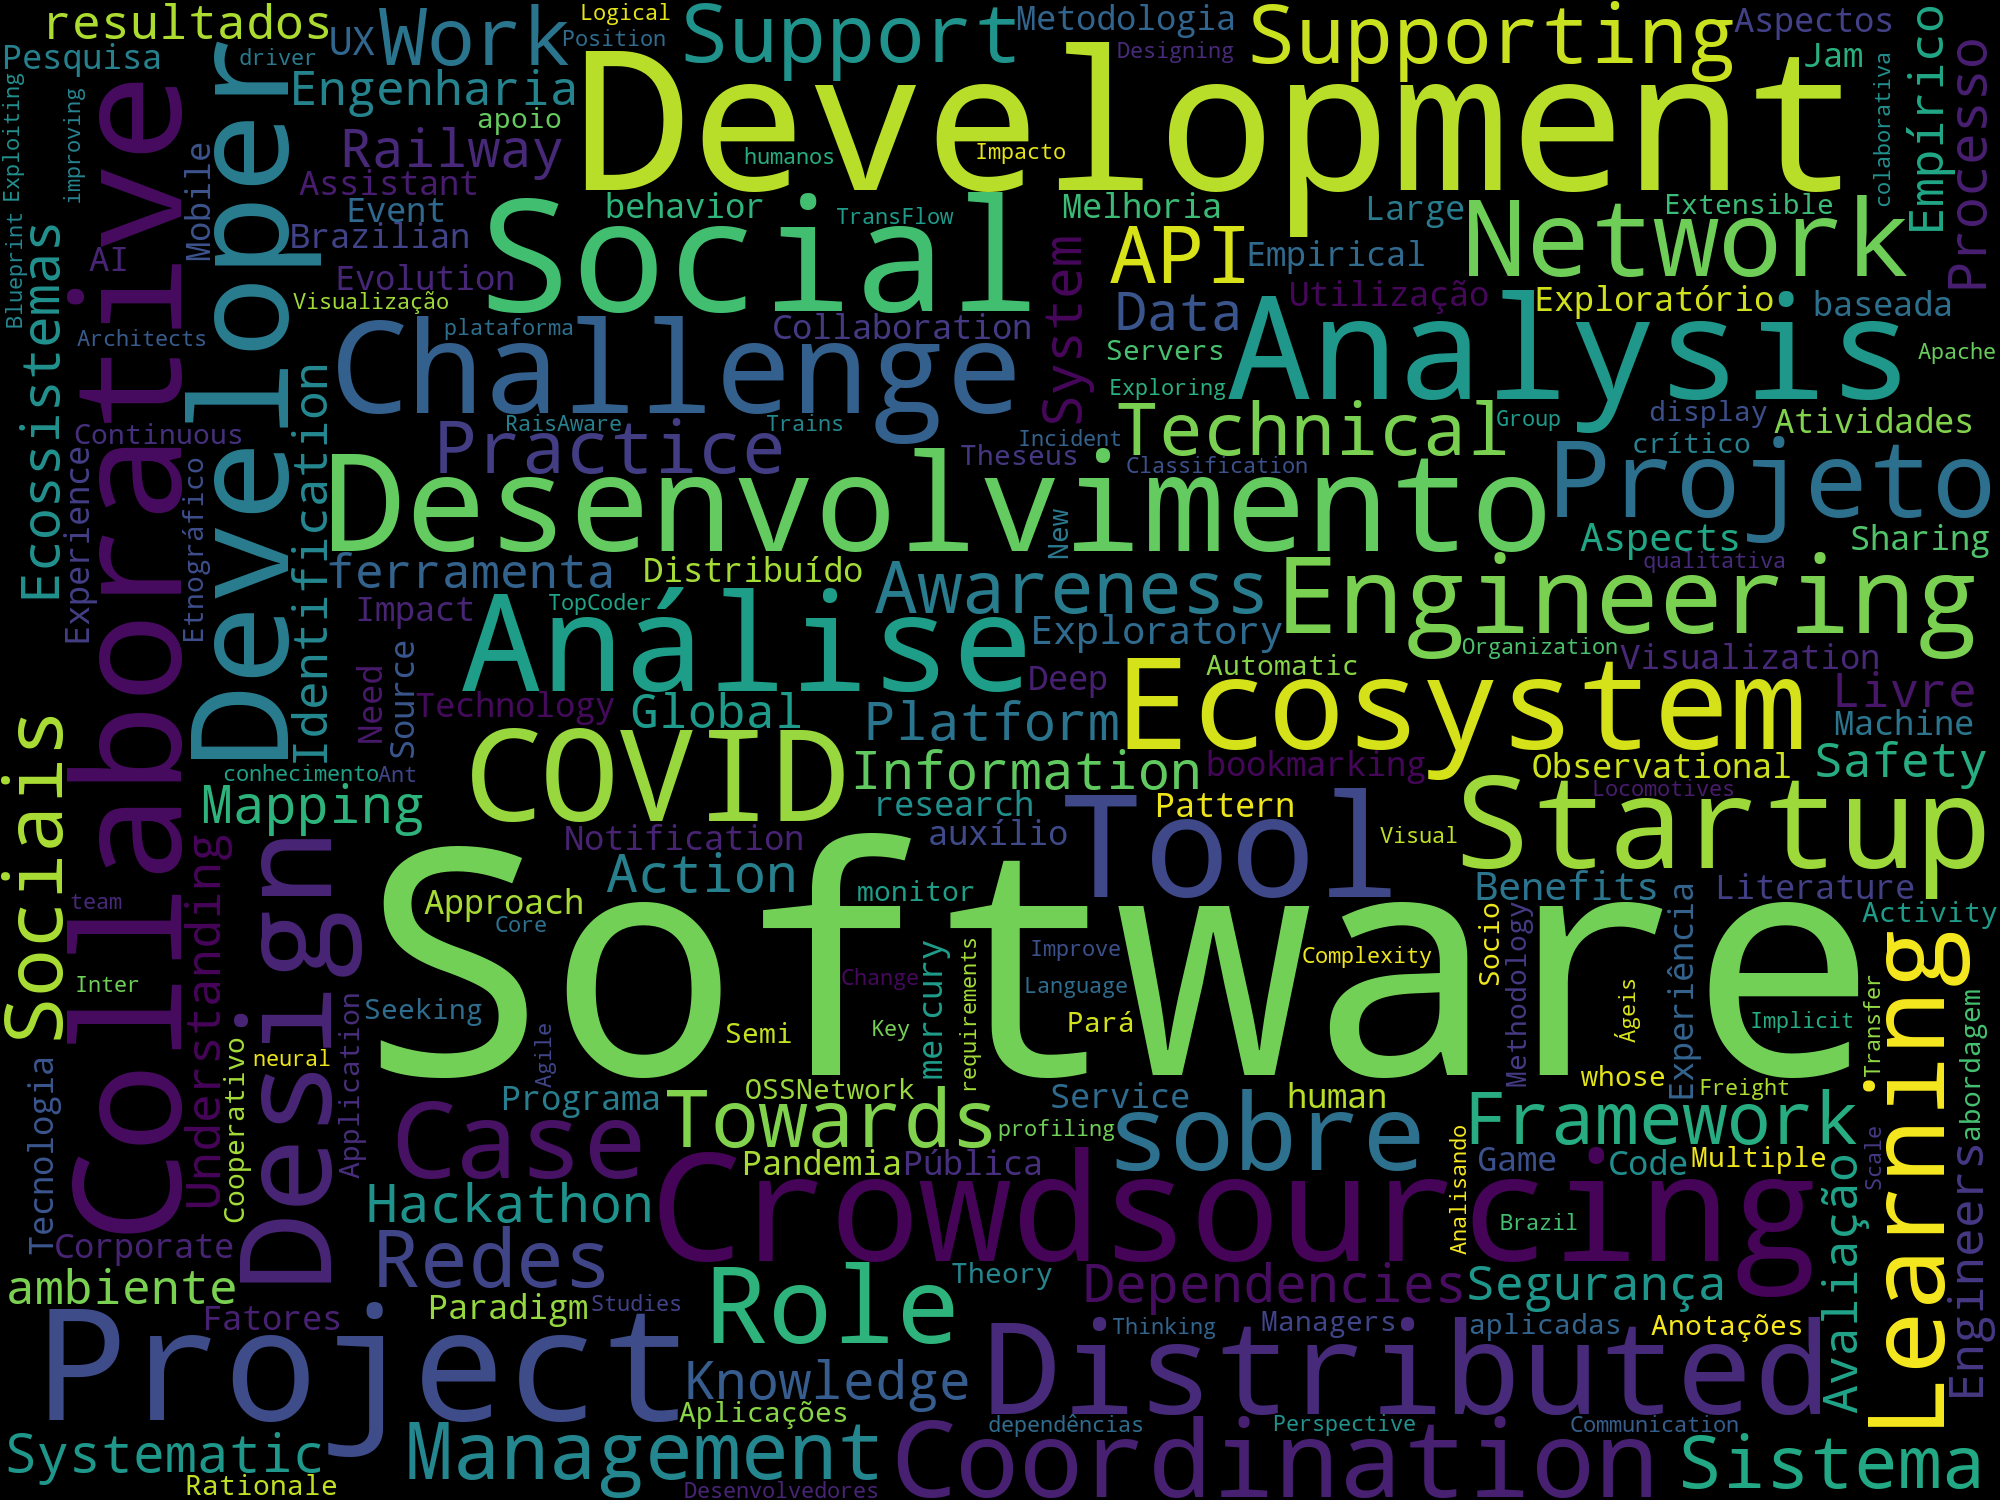 resultados
UX
Work
Logical
Position
Support
Metodologia
Designing
Supporting
Aspectos
Jam
Pesquisa
driver
Engenharia
apoio
Development
colaborativa
Empírico
Processo
Exploiting
improving
Mobile
Developer
Collaborative
Railway
humanos
Impacto
Assistant
Event
behavior
TransFlow
Melhoria
Large
Extensible
Brazilian
Social
API
Empirical
Network
Blueprint
Ecossistemas
AI
Evolution
System
Utilização
Exploratório
baseada
Visualização
Data
Architects
plataforma
Collaboration
Challenge
Servers
Analysis
Apache
Exploring
Identification
Continuous
RaisAware
Trains
Technical
Group
display
Atividades
Practice
Incident
crítico
Theseus
Classification
Experience
Etnográfico
Desenvolvimento
Projeto
New
Aspects
Sharing
ferramenta
Distribuído
Awareness
Engineering
qualitativa
Impact
TopCoder
Análise
Exploratory
Organization
Visualization
Need
Source
Deep
Automatic
Technology
Global
Platform
Ecosystem
Livre
Machine
Sociais
conhecimento
Ant
COVID
Information
bookmarking
Observational
Safety
Locomotives
Mapping
research
Tool
Pattern
Startup
Notification
auxílio
Visual
Understanding
Design
Action
Approach
monitor
Benefits
Literature
team
Core
Software
Activity
Socio
Methodology
Experiência
Inter
Change
Improve
Complexity
Seeking
mercury
requirements
Language
Ágeis
Implicit
Transfer
Learning
abordagem
Application
Agile
Semi
Key
Pará
Tecnologia
neural
Cooperativo
whose
Freight
Programa
OSSNetwork
Service
human
Case
Towards
profiling
sobre
Framework
Pandemia
Pública
Game
Code
Multiple
Scale
Analisando
Hackathon
Crowdsourcing
Brazil
Avaliação
Engineers
Corporate
Redes
Role
Theory
Dependencies
Segurança
ambiente
Fatores
Paradigm
Studies
Thinking
Managers
aplicadas
Anotações
Project
Knowledge
Distributed
Aplicações
dependências
Perspective
Communication
Systematic
Management
Coordination
Sistema
Rationale
Desenvolvedores